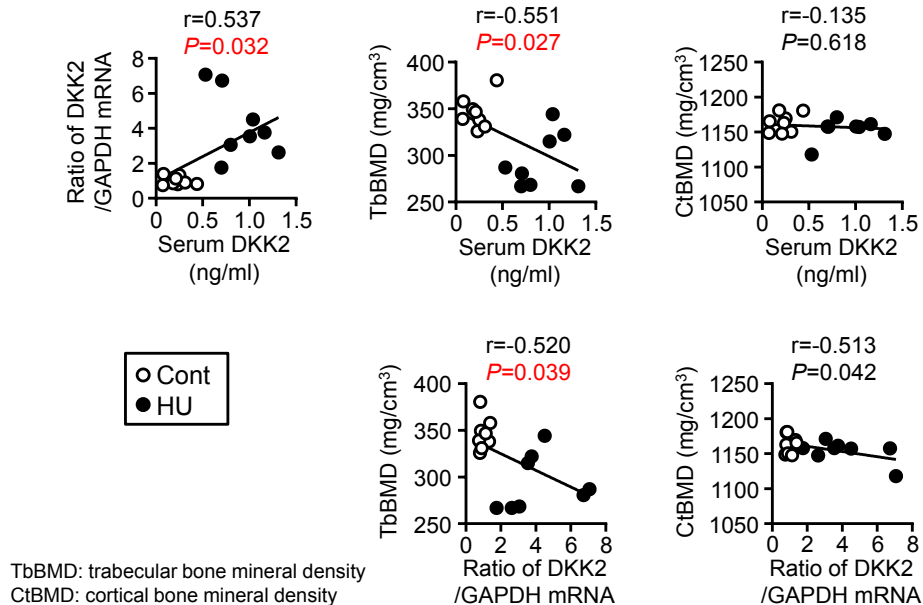 r=0.537
P=0.032
Ratio of DKK2
/GAPDH mRNA
8
6
4
2
0
0 0.5 1.0 1.5
Serum DKK2
(ng/ml)
r=-0.551
P=0.027
TbBMD (mg/cm³)
400
350
300
250
0 0.5 1.0 1.5
Serum DKK2
(ng/ml)
r=-0.135
P=0.618
CtBMD (mg/cm³)
1250
1200
1150
1100
1050
0 0.5 1.0 1.5
Serum DKK2
(ng/ml)
Cont
HU
r=-0.520
P=0.039
TbBMD (mg/cm³)
400
350
300
250
0 2 4 6 8
Ratio of DKK2
/GAPDH mRNA
r=-0.513
P=0.042
CtBMD (mg/cm³)
1250
1200
1150
1100
1050
0 2 4 6 8
Ratio of DKK2
/GAPDH mRNA
TbBMD: trabecular bone mineral density
CtBMD: cortical bone mineral density